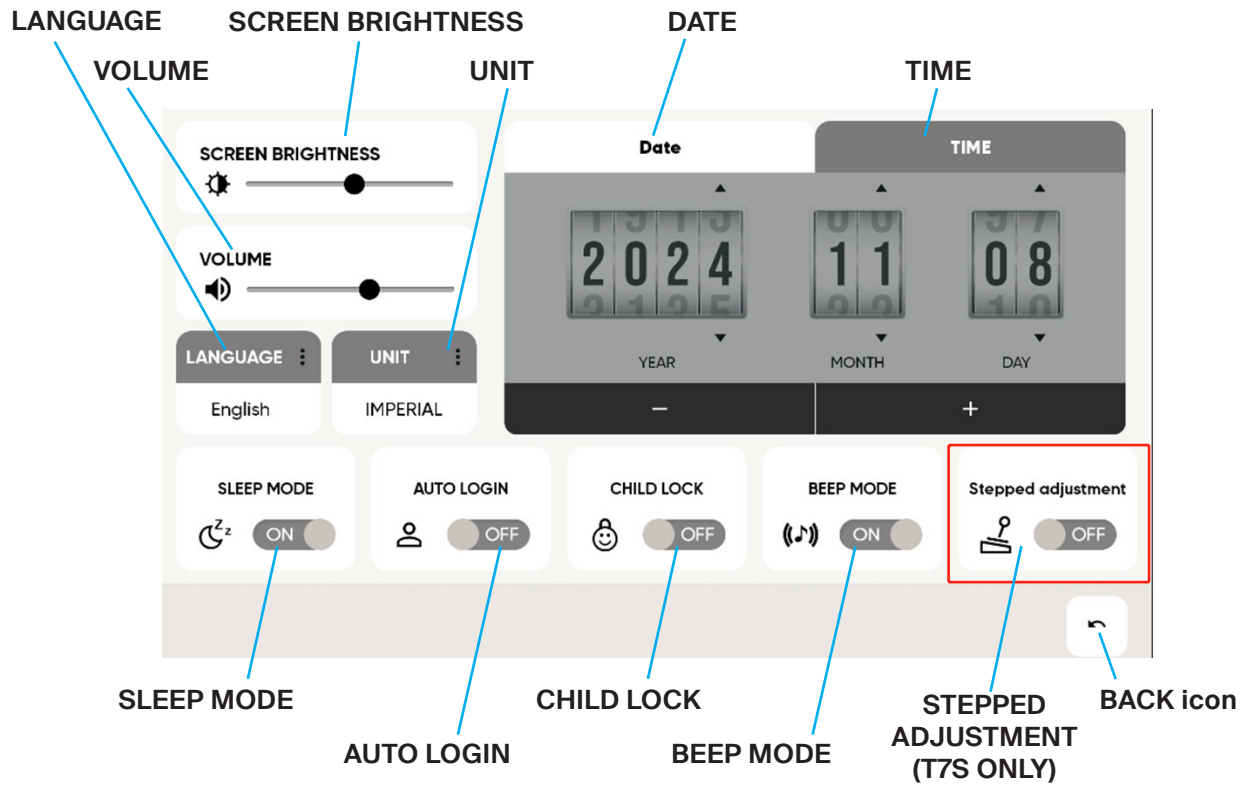 LANGUAGE
SCREEN BRIGHTNESS
DATE
VOLUME
UNIT
TIME
SCREEN BRIGHTNESS
Date
TIME
VOLUME
2024
11
08
LANGUAGE
UNIT
YEAR
MONTH
DAY
English
IMPERIAL
−
+
SLEEP MODE
AUTO LOGIN
CHILD LOCK
BEEP MODE
Stepped adjustment
ON
OFF
OFF
ON
OFF
SLEEP MODE
CHILD LOCK
STEPPED
ADJUSTMENT
(T7S ONLY)
BACK icon
AUTO LOGIN
BEEP MODE